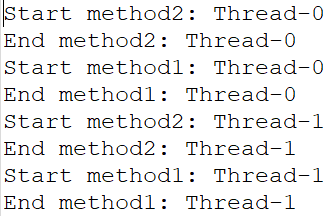 Start method2: Thread-0
End method2: Thread-0
Start method1: Thread-0
End method1: Thread-0
Start method2: Thread-1
End method2: Thread-1
Start method1: Thread-1
End method1: Thread-1